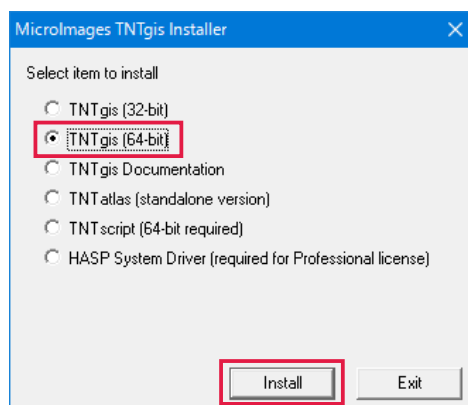 MicroImages TNTgis Installer
Select item to install
TNTgis (32-bit)
TNTgis (64-bit)
TNTgis Documentation
TNTatlas (standalone version)
TNTscript (64-bit required)
HASP System Driver (required for Professional license)
Install Exit